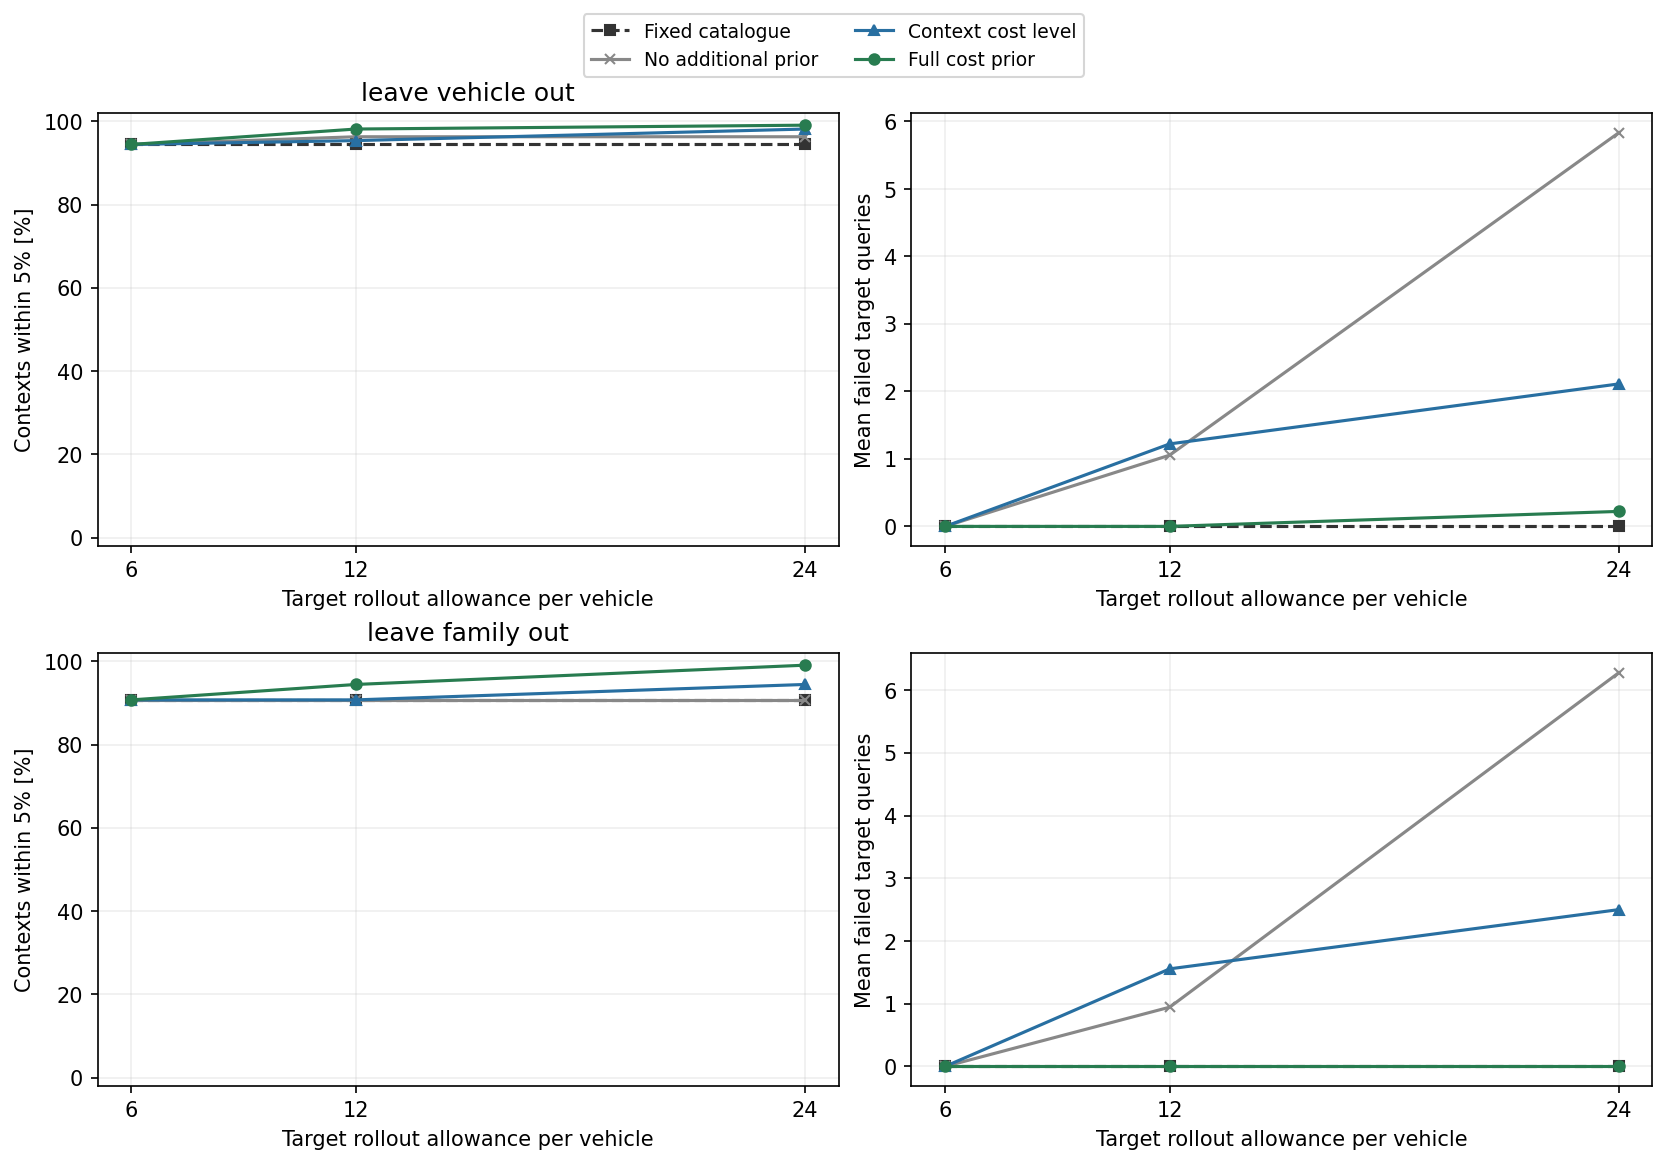 Fixed catalogue
No additional prior
Context cost level
Full cost prior
leave vehicle out
Contexts within 5% [%]
100
80
60
40
20
0
6
12
24
Target rollout allowance per vehicle
Mean failed target queries
6
5
4
3
2
1
0
6
12
24
Target rollout allowance per vehicle
leave family out
Contexts within 5% [%]
100
80
60
40
20
0
6
12
24
Target rollout allowance per vehicle
Mean failed target queries
6
5
4
3
2
1
0
6
12
24
Target rollout allowance per vehicle